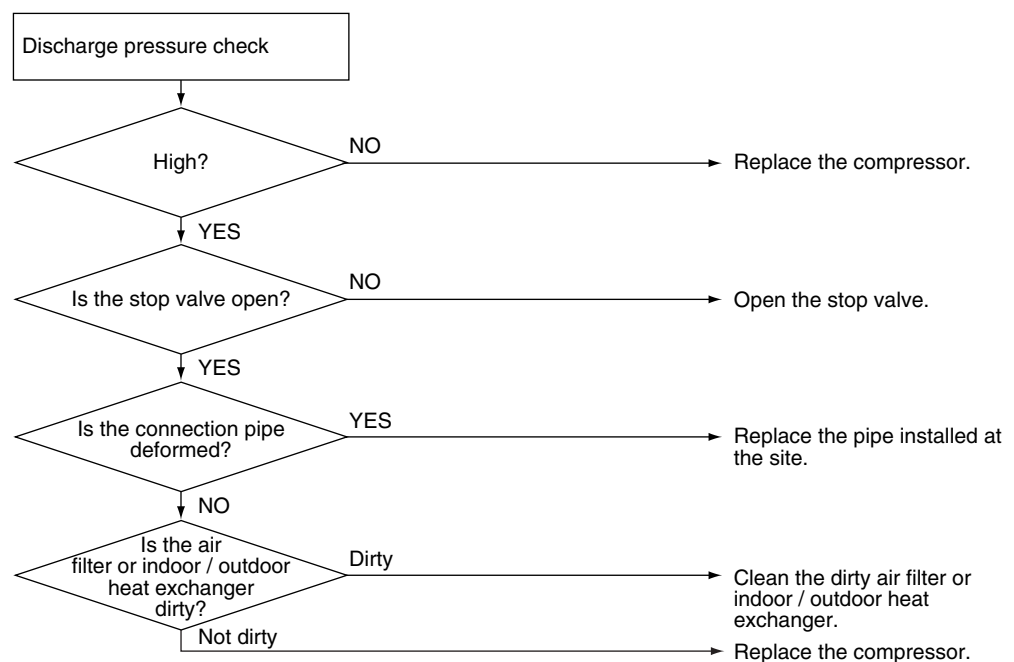 Discharge pressure check
High?
NO
Replace the compressor.
YES
Is the stop valve open?
NO
Open the stop valve.
YES
Is the connection pipe
deformed?
YES
Replace the pipe installed at
the site.
NO
Is the air
filter or indoor / outdoor
heat exchanger
dirty?
Dirty
Clean the dirty air filter or
indoor / outdoor heat
exchanger.
Not dirty
Replace the compressor.